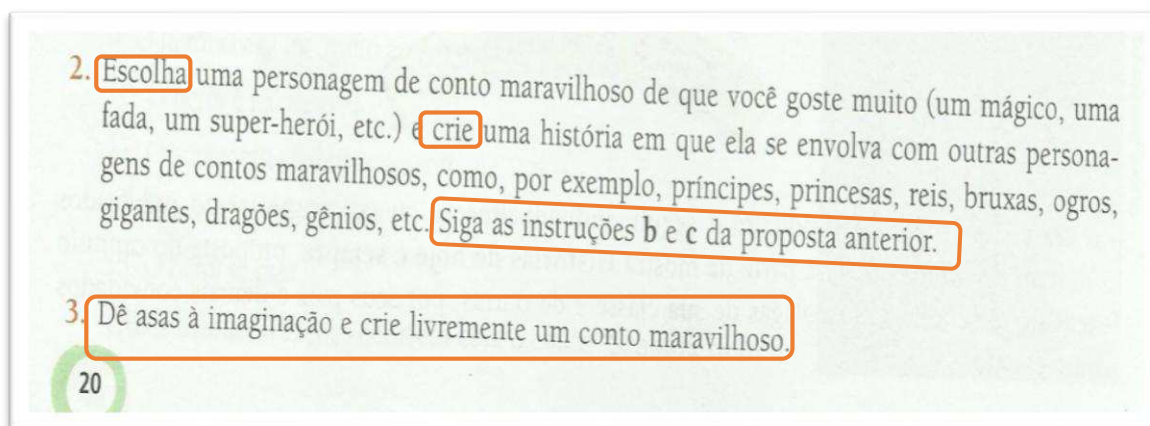 2. Escolha uma personagem de conto maravilhoso de que você goste muito (um mágico, uma
fada, um super-herói, etc.) e crie uma história em que ela se envolva com outras persona-
gens de contos maravilhosos, como, por exemplo, príncipes, princesas, reis, bruxas, ogros,
gigantes, dragões, gênios, etc. Siga as instruções b e c da proposta anterior.
3. Dê asas à imaginação e crie livremente um conto maravilhoso.
20